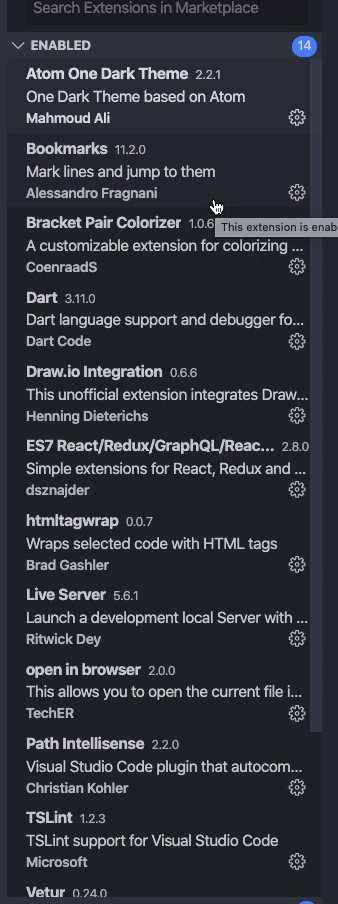 Search Extensions in Marketplace
ENABLED 14
Atom One Dark Theme 2.2.1
One Dark Theme based on Atom
Mahmoud Ali
Bookmarks 11.2.0
Mark lines and jump to them
Alessandro Fragnani
Bracket Pair Colorizer 1.0.6
This extension is enab
A customizable extension for colorizing ...
CoenraadS
Dart 3.11.0
Dart language support and debugger fo...
Dart Code
Draw.io Integration 0.6.6
This unofficial extension integrates Draw...
Henning Dieterichs
ES7 React/Redux/GraphQL/Reac... 2.8.0
Simple extensions for React, Redux and ...
dsznajder
htmltagwrap 0.0.7
Wraps selected code with HTML tags
Brad Gashler
Live Server 5.6.1
Launch a development local Server with ...
Ritwick Dey
open in browser 2.0.0
This allows you to open the current file i...
TechER
Path Intellisense 2.2.0
Visual Studio Code plugin that autocom...
Christian Kohler
TSLint 1.2.3
TSLint support for Visual Studio Code
Microsoft
Vetur 0.24.0